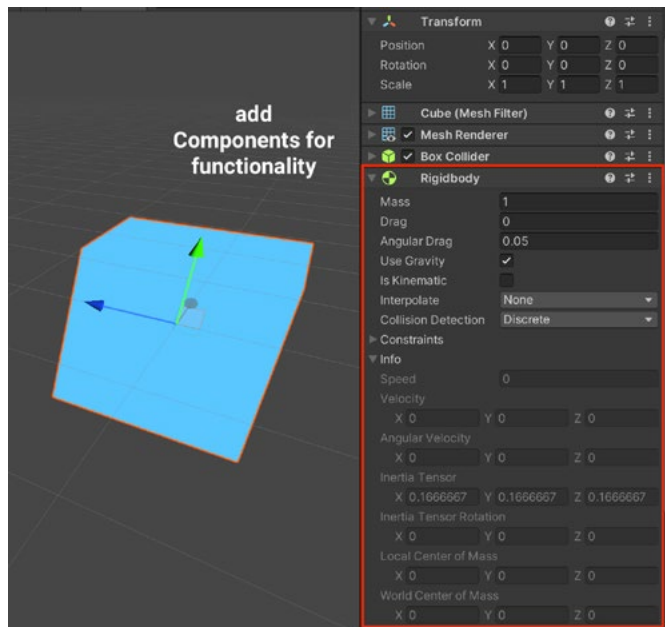 add
Components for
functionality
Transform
Position X 0 Y 0 Z 0
Rotation X 0 Y 0 Z 0
Scale X 1 Y 1 Z 1
Cube (Mesh Filter)
Mesh Renderer
Box Collider
Rigidbody
Mass 1
Drag 0
Angular Drag 0.05
Use Gravity
Is Kinematic
Interpolate None
Collision Detection Discrete
Constraints
Info
Speed 0
Velocity
X 0 Y 0 Z 0
Angular Velocity
X 0 Y 0 Z 0
Inertia Tensor
X 0.1666667 Y 0.1666667 Z 0.1666667
Inertia Tensor Rotation
X 0 Y 0 Z 0
Local Center of Mass
X 0 Y 0 Z 0
World Center of Mass
X 0 Y 0 Z 0